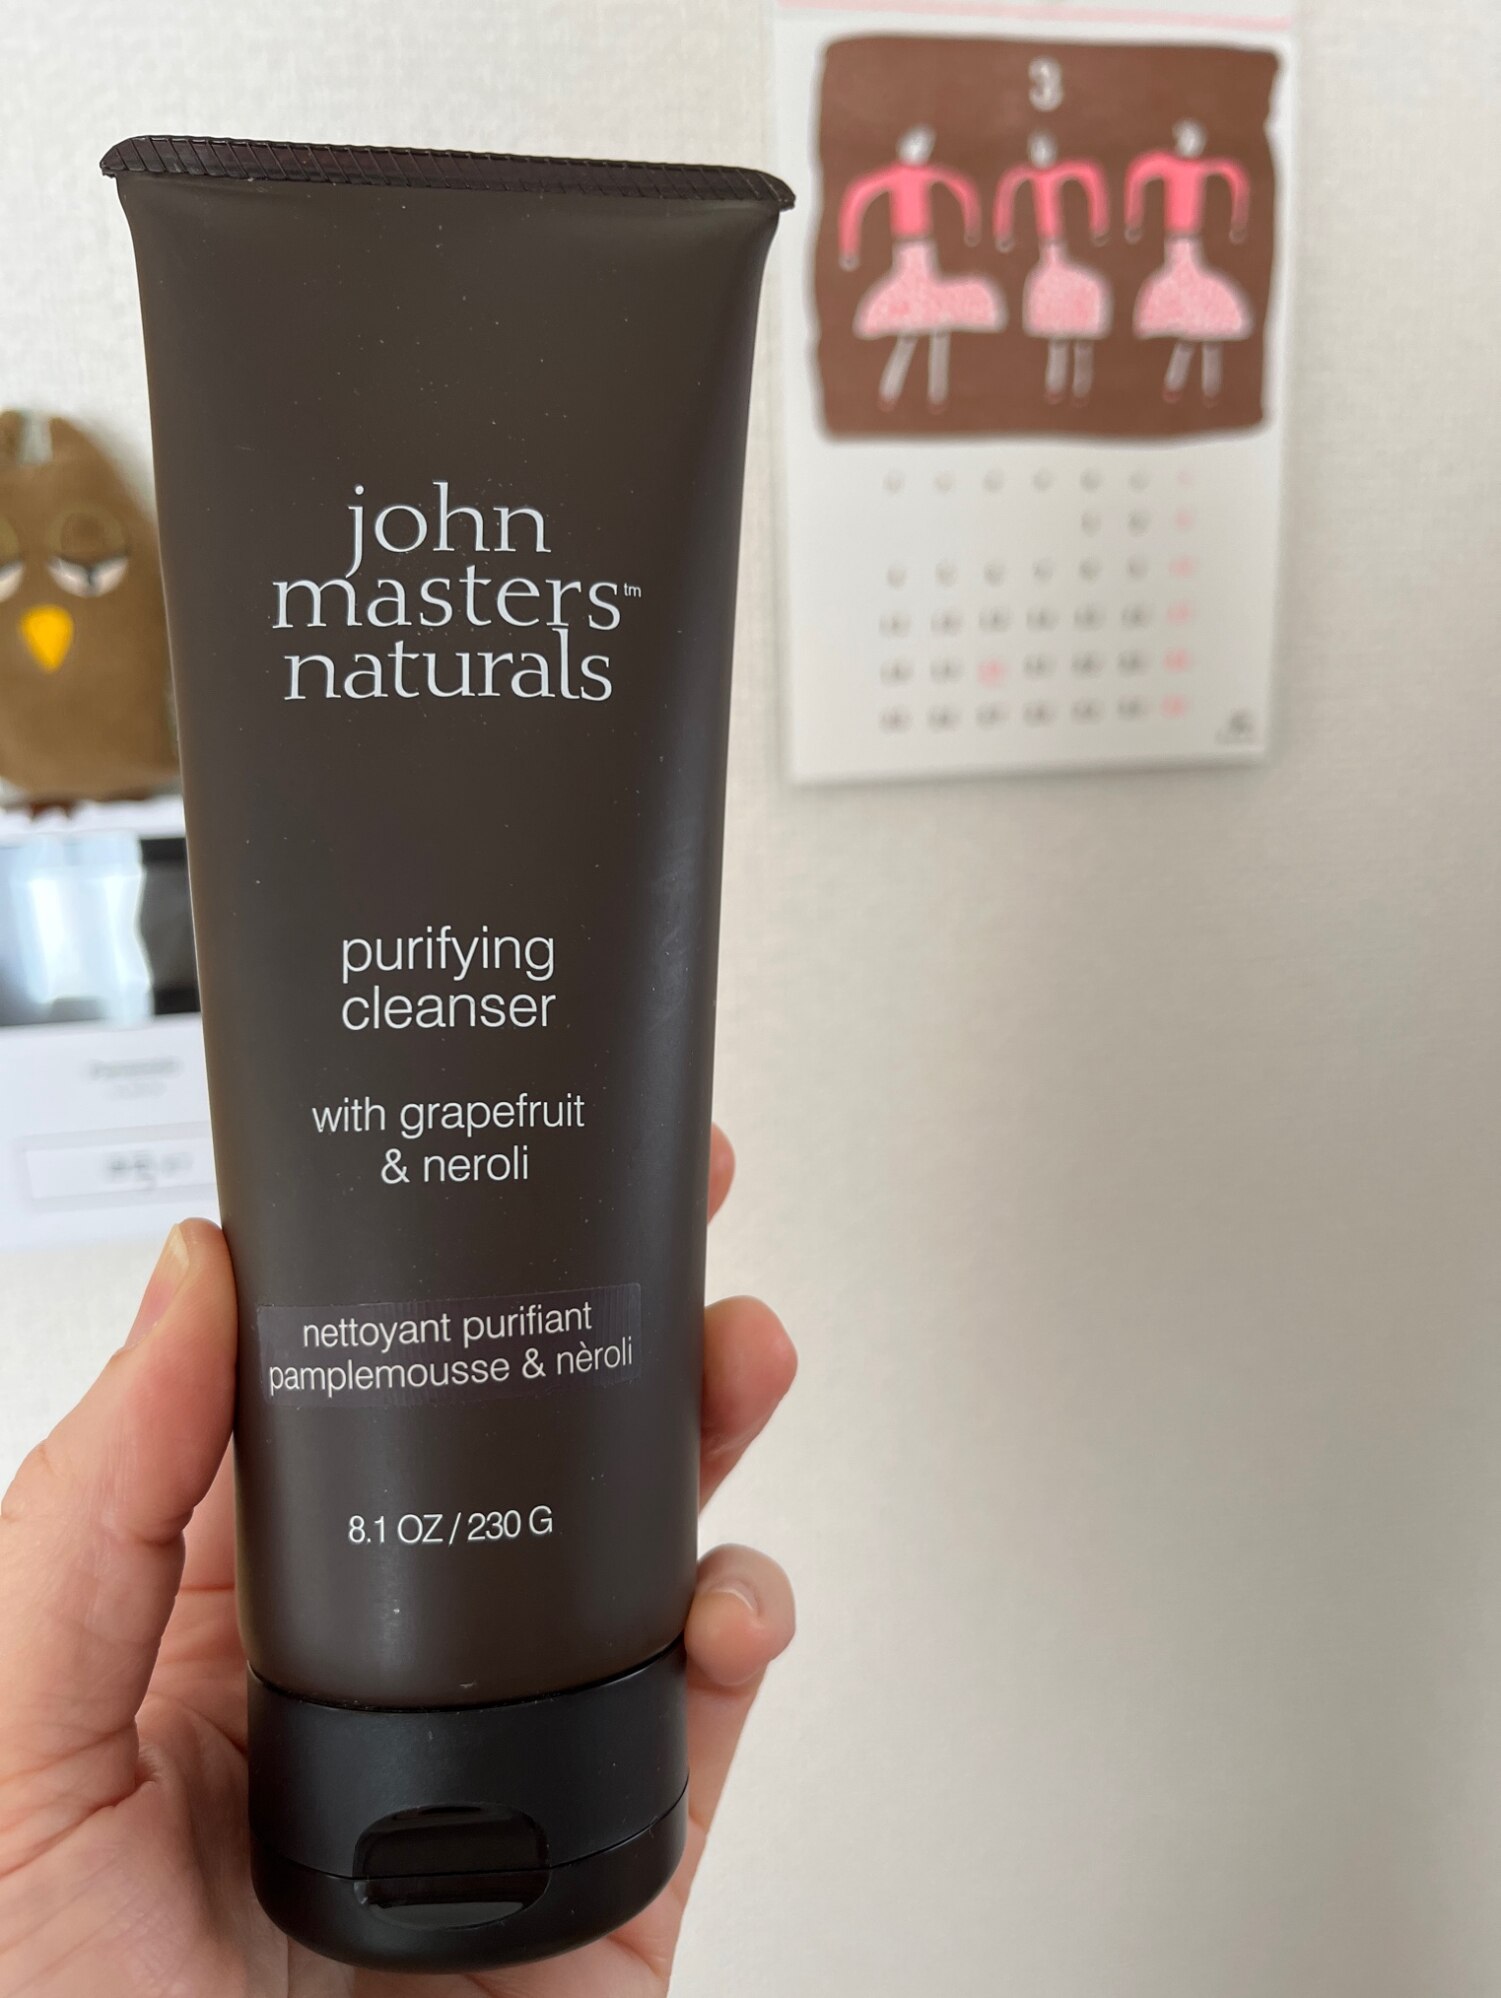 3
john
masters™
naturals
purifying
cleanser
with grapefruit
& neroli
nettoyant purifiant
pamplemousse & nèroli
8.1 OZ / 230 G